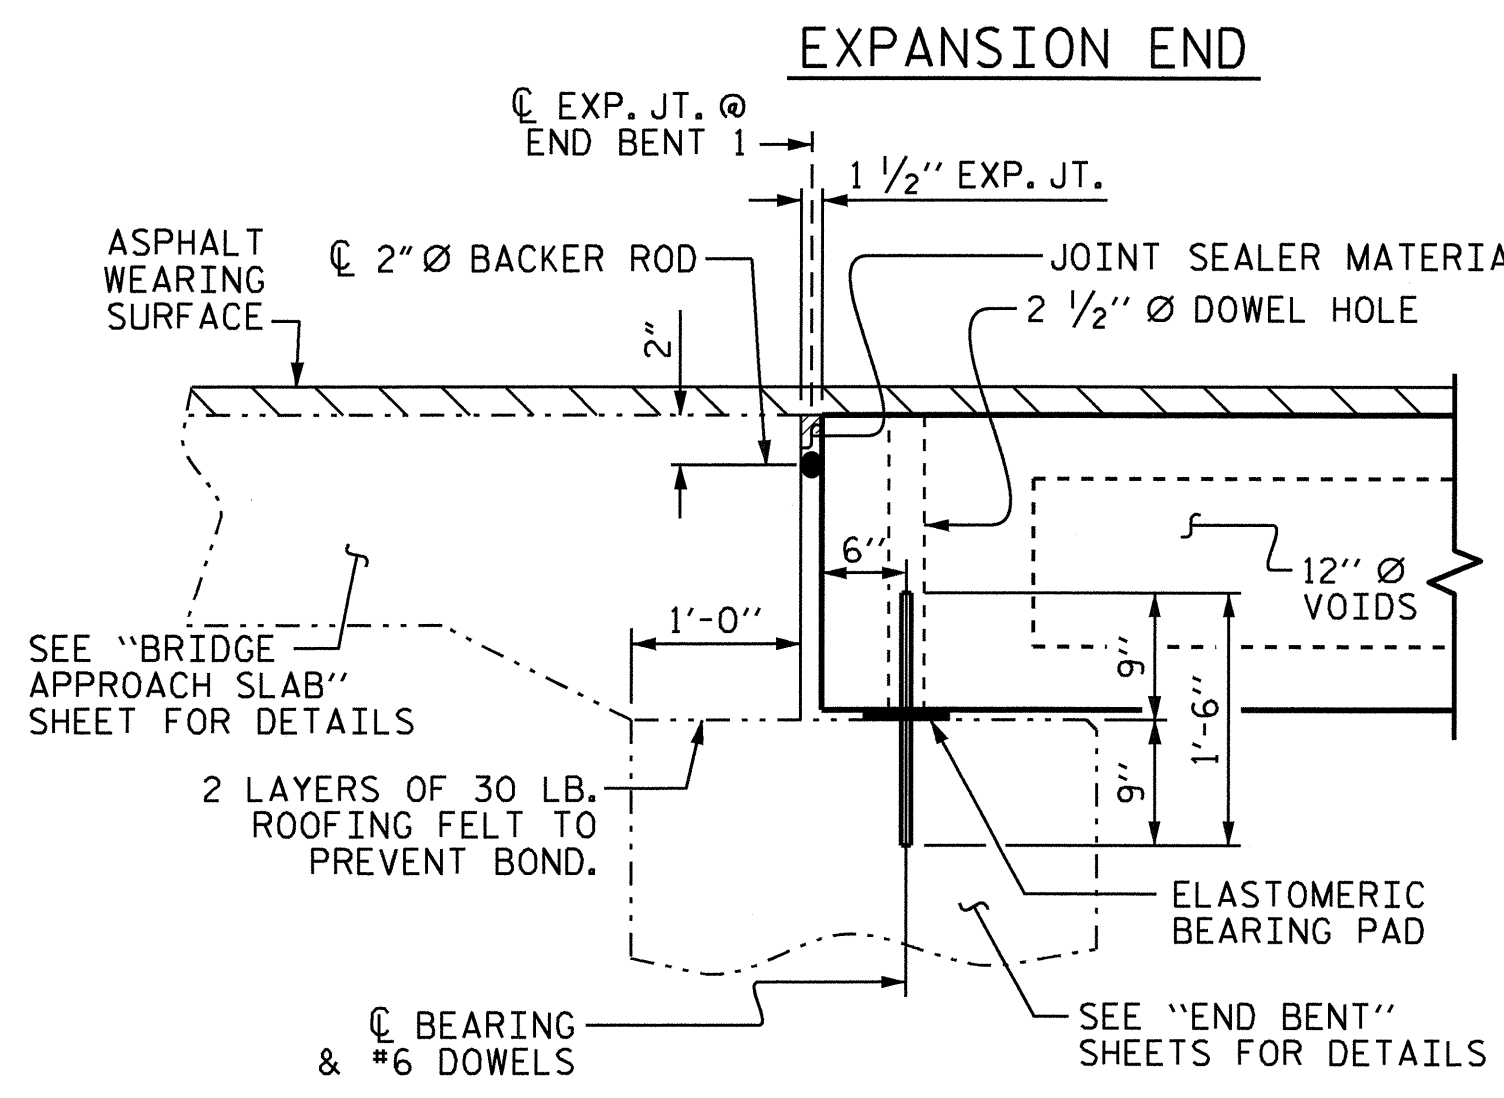 EXPANSION END
℄ EXP. JT. @
END BENT 1
1 1/2" EXP. JT.
ASPHALT
WEARING
SURFACE
℄ 2" Ø BACKER ROD
JOINT SEALER MATERIA
2 1/2" Ø DOWEL HOLE
2"
6"
12" Ø
VOIDS
1'-0"
9"
1'-6"
9"
SEE "BRIDGE
APPROACH SLAB"
SHEET FOR DETAILS
2 LAYERS OF 30 LB.
ROOFING FELT TO
PREVENT BOND.
ELASTOMERIC
BEARING PAD
℄ BEARING
& #6 DOWELS
SEE "END BENT"
SHEETS FOR DETAILS